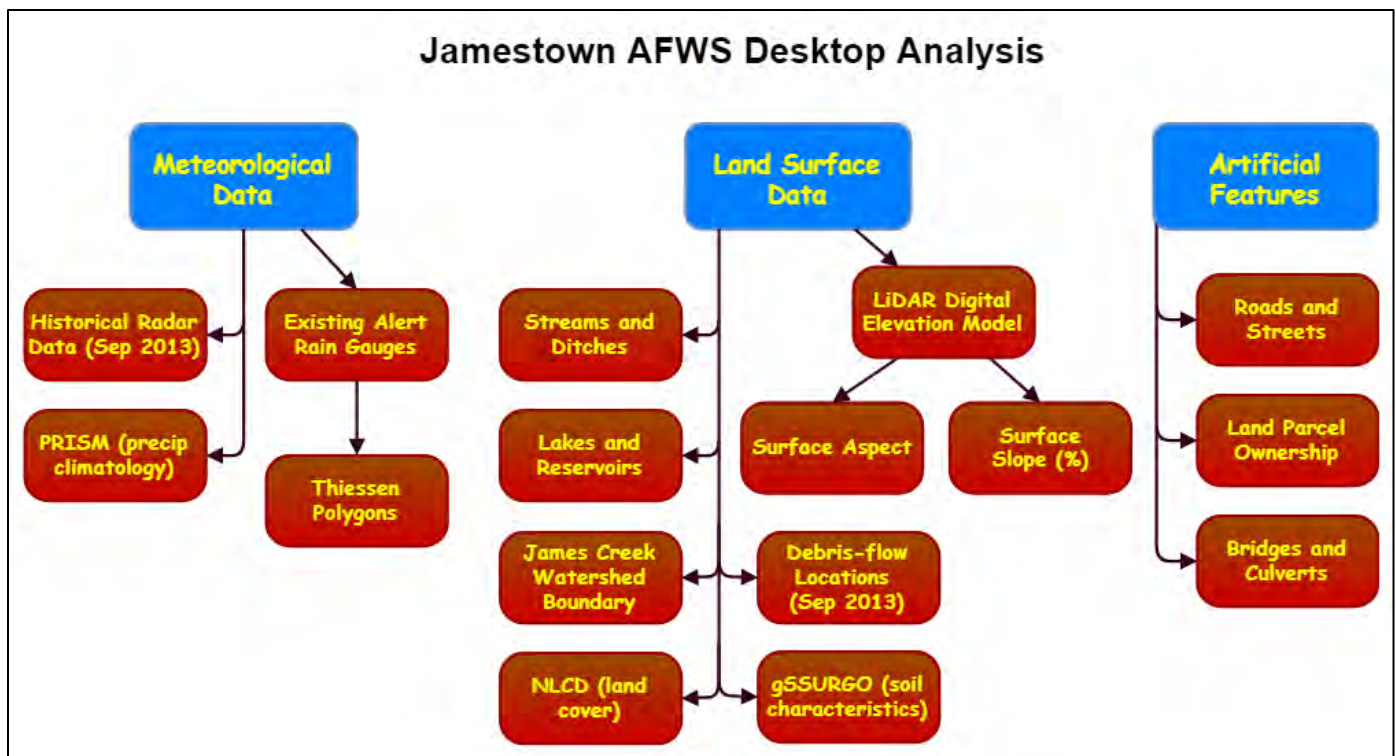 Jamestown AFWS Desktop Analysis
Meteorological
Data
Land Surface
Data
Artificial
Features
Historical Radar
Data (Sep 2013)
Existing Alert
Rain Gauges
Streams and
Ditches
LiDAR Digital
Elevation Model
Roads and
Streets
PRISM (precip
climatology)
Thiessen
Polygons
Lakes and
Reservoirs
Surface Aspect
Surface
Slope (%)
Land Parcel
Ownership
James Creek
Watershed
Boundary
Debris-flow
Locations
(Sep 2013)
Bridges and
Culverts
NLCD (land
cover)
gSSURGO (soil
characteristics)